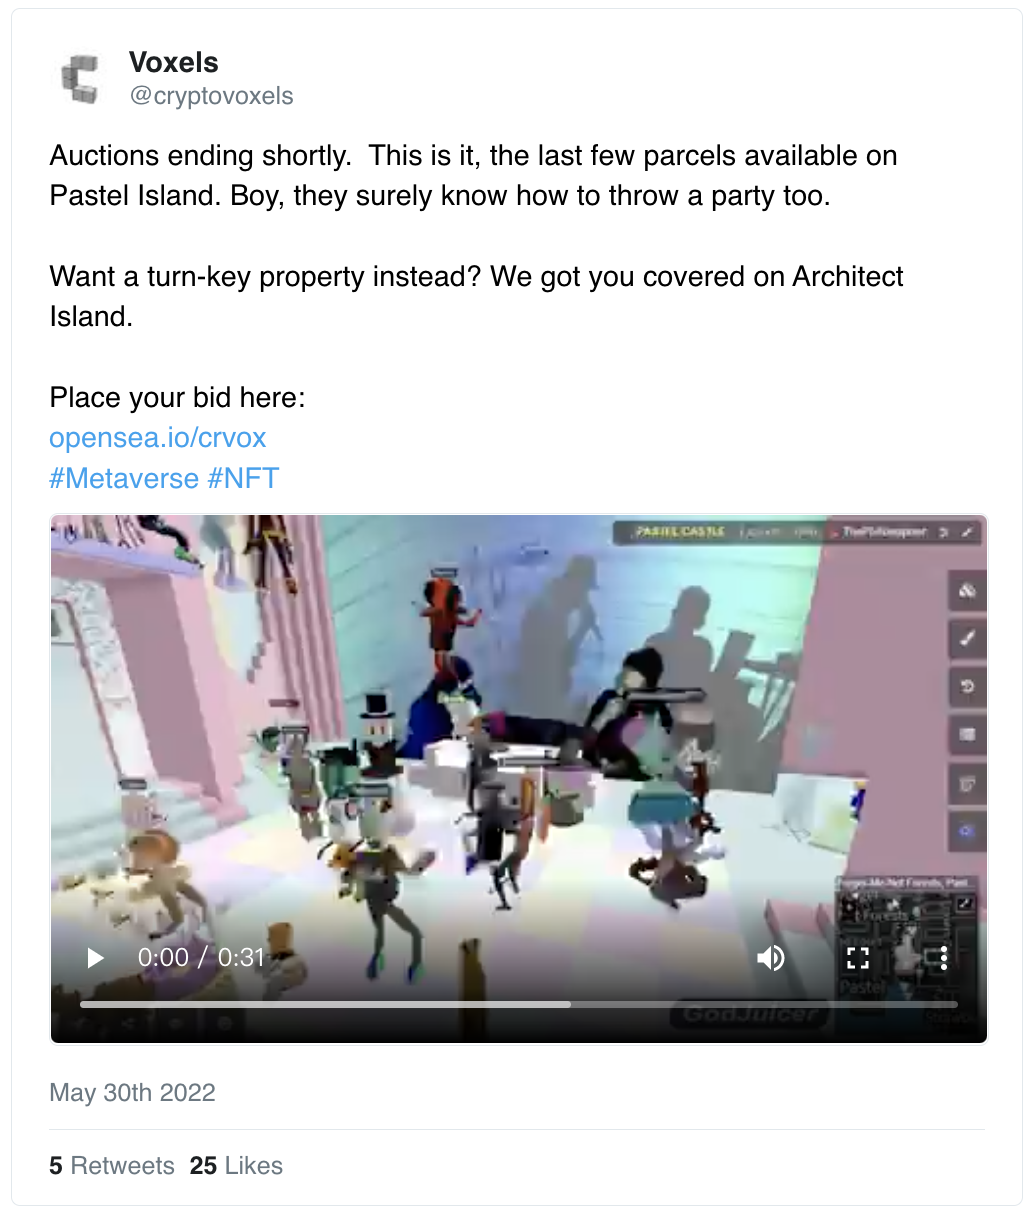 Voxels
@cryptovoxels
Auctions ending shortly.  This is it, the last few parcels available on
Pastel Island. Boy, they surely know how to throw a party too.
Want a turn-key property instead? We got you covered on Architect
Island.
Place your bid here:
opensea.io/crvox
#Metaverse #NFT
PASTEL CASTLE
Pastel
0:00 / 0:31
GodJuicer
May 30th 2022
5 Retweets  25 Likes